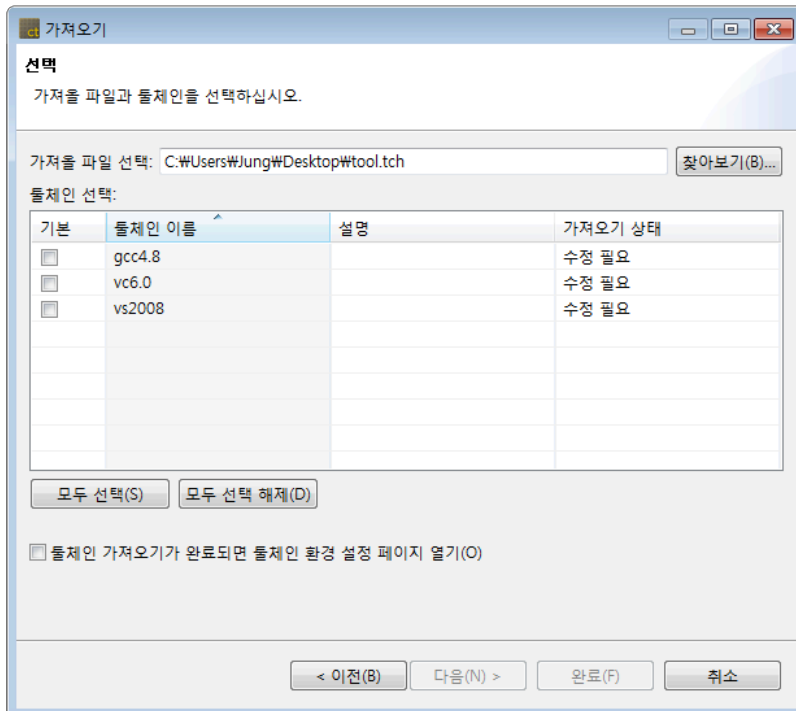 ct 가져오기
선택
가져올 파일과 툴체인을 선택하십시오.
가져올 파일 선택: C:₩Users₩Jung₩Desktop₩tool.tch 찾아보기(B)...
툴체인 선택:
기본 툴체인 이름 설명 가져오기 상태
gcc4.8 수정 필요
vc6.0 수정 필요
vs2008 수정 필요
모두 선택(S) 모두 선택 해제(D)
툴체인 가져오기가 완료되면 툴체인 환경 설정 페이지 열기(O)
< 이전(B) 다음(N) > 완료(F) 취소